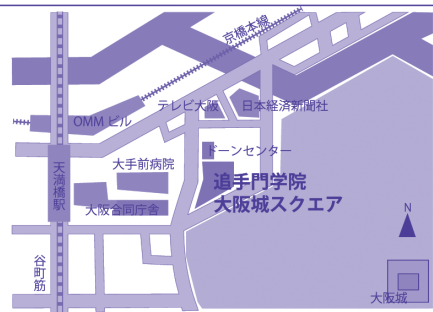 京橋本線
テレビ大阪
日本経済新聞社
OMM ビル
ドーンセンター
大手前病院
天満橋駅
追手門学院
大阪城スクエア
大阪合同庁舎
N
谷町筋
大阪城